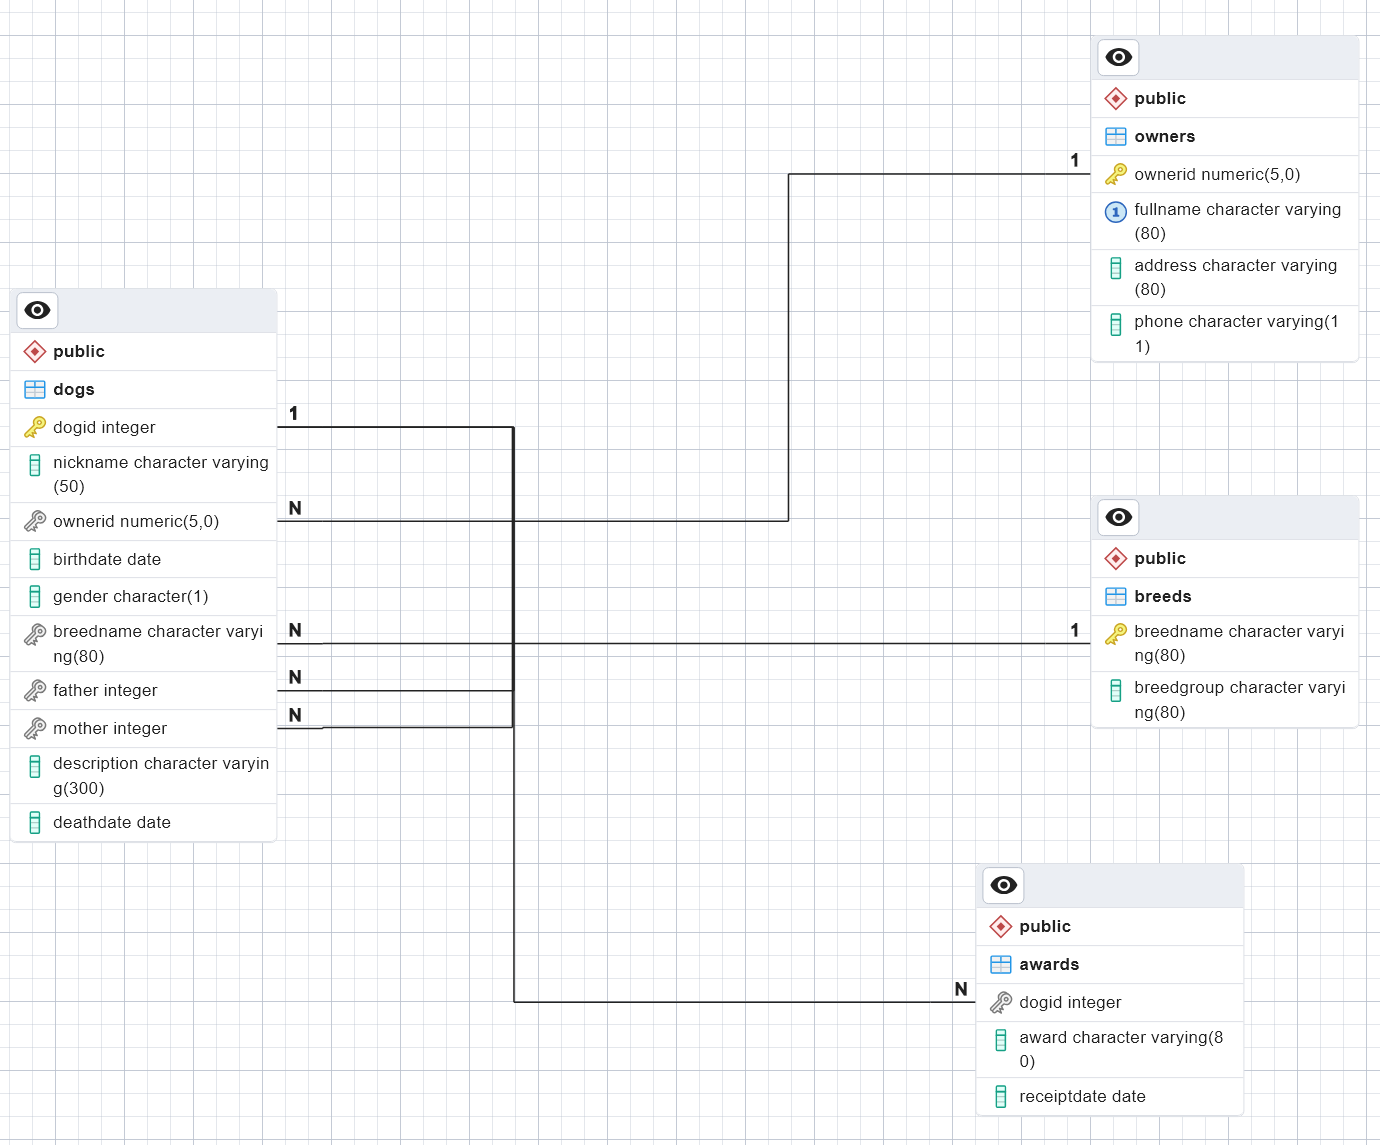 public
owners
1
ownerid numeric(5,0)
fullname character varying
1
(80)
address character varying
(80)
phone character varying(1
1)
public
dogs
1
dogid integer
nickname character varying
(50)
N
ownerid numeric(5,0)
birthdate date
gender character(1)
N
breedname character varyi
ng(80)
N
father integer
N
mother integer
description character varyin
g(300)
deathdate date
public
breeds
1
breedname character varyi
ng(80)
breedgroup character varyi
ng(80)
public
awards
N
dogid integer
award character varying(8
0)
receiptdate date